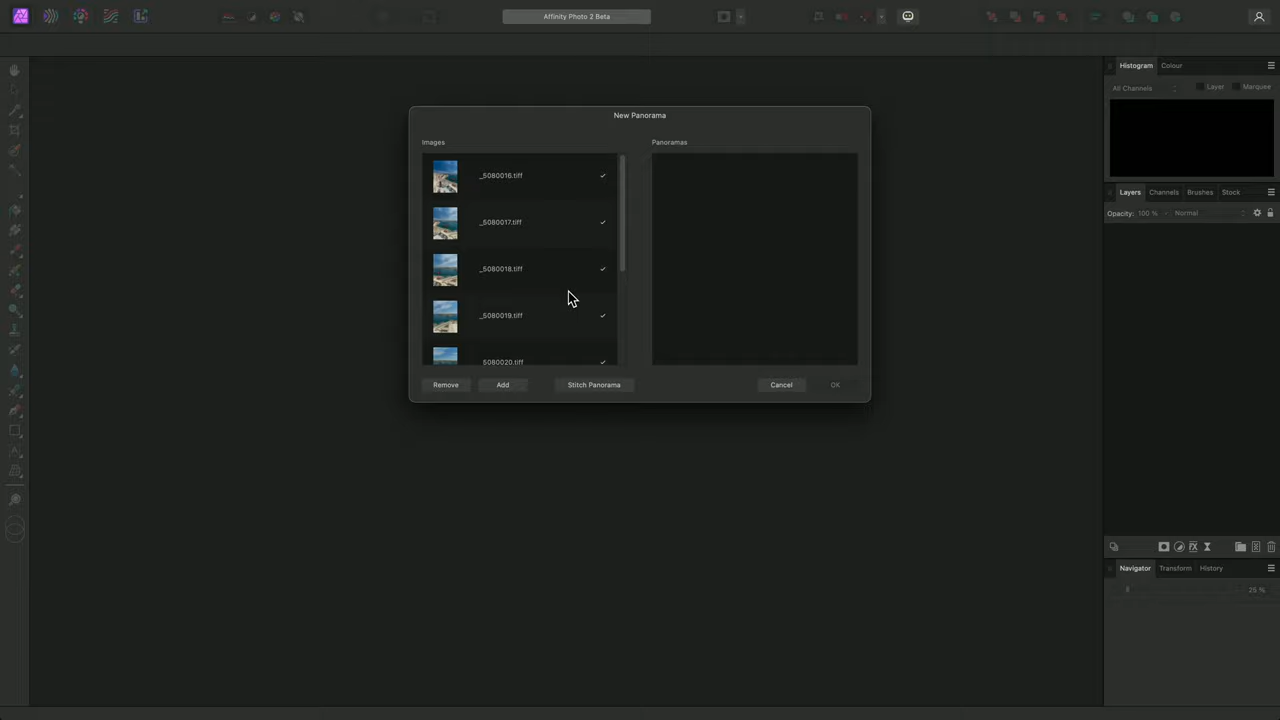 Affinity Photo 2 Beta
Histogram Colour
All Channels Layer Marquee
New Panorama
Images Panoramas
_5080016.tiff
_5080017.tiff
_5080018.tiff
_5080019.tiff
5080020.tiff
Remove Add Stitch Panorama Cancel OK
Layers Channels Brushes Stock
Opacity: 100 % Normal
Navigator Transform History
25 %